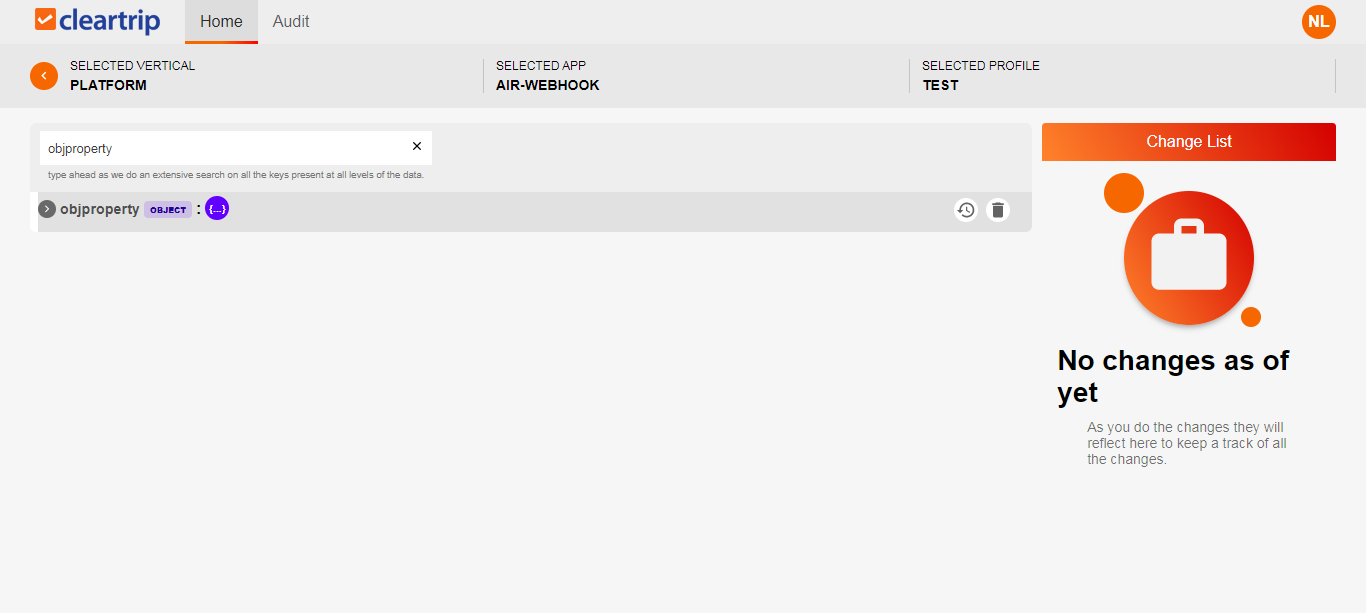 cleartrip Home Audit NL
SELECTED VERTICAL SELECTED APP SELECTED PROFILE
PLATFORM AIR-WEBHOOK TEST
objproperty
type ahead as we do an extensive search on all the keys present at all levels of the data.
objproperty OBJECT : {...}
Change List
No changes as of
yet
As you do the changes they will
reflect here to keep a track of all
the changes.